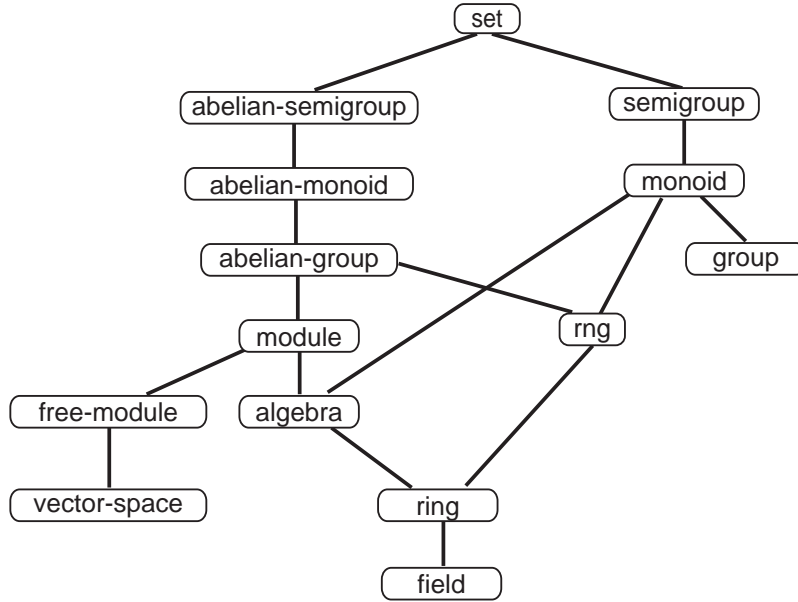 set
abelian-semigroup
semigroup
abelian-monoid
monoid
abelian-group
group
module
rng
free-module
algebra
vector-space
ring
field